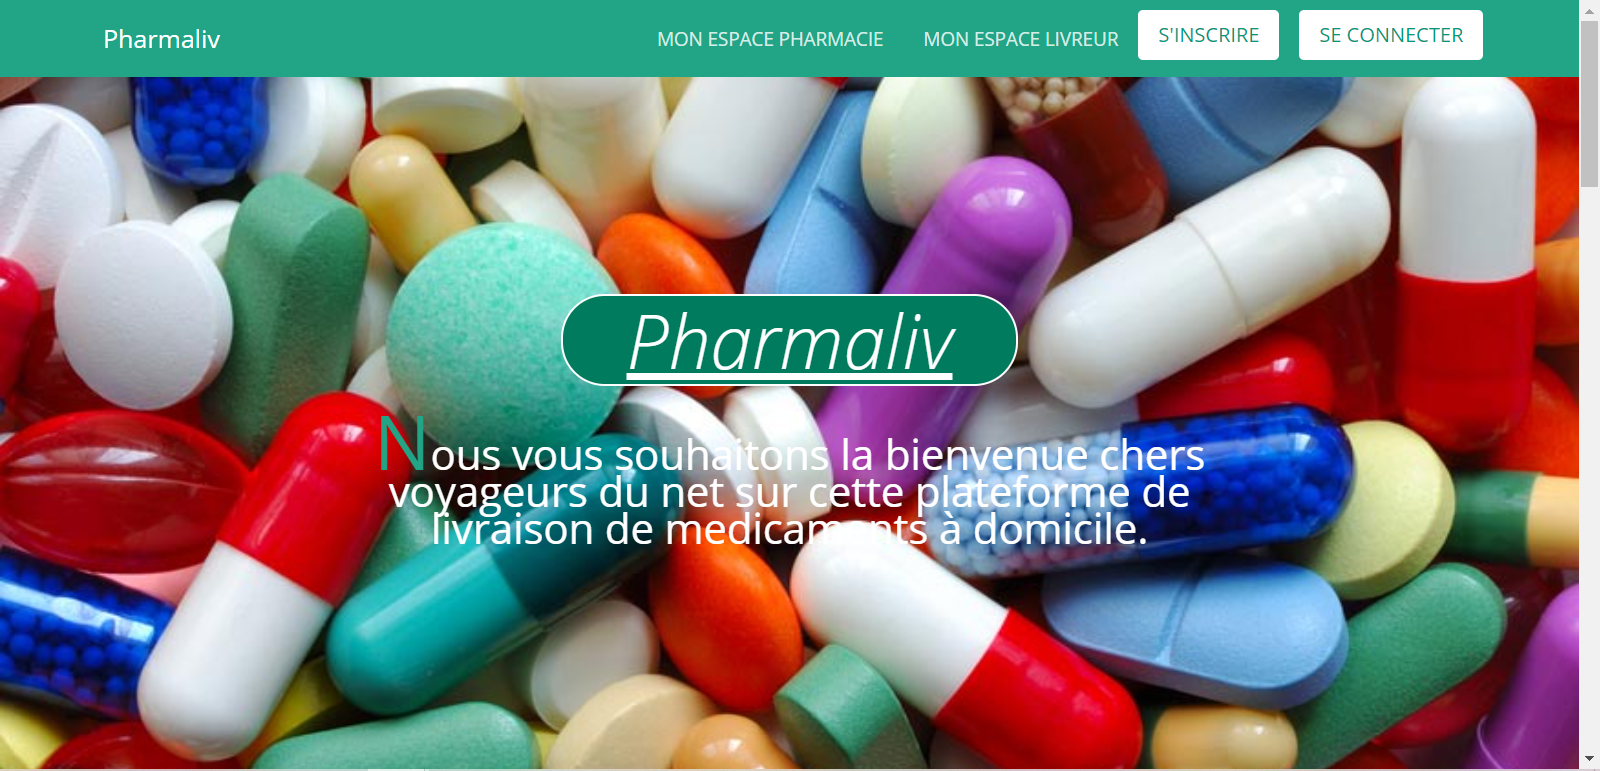 Pharmaliv
MON ESPACE PHARMACIE
MON ESPACE LIVREUR
S'INSCRIRE
SE CONNECTER
Pharmaliv
Nous vous souhaitons la bienvenue chers
voyageurs du net sur cette plateforme de
livraison de medicaments à domicile.